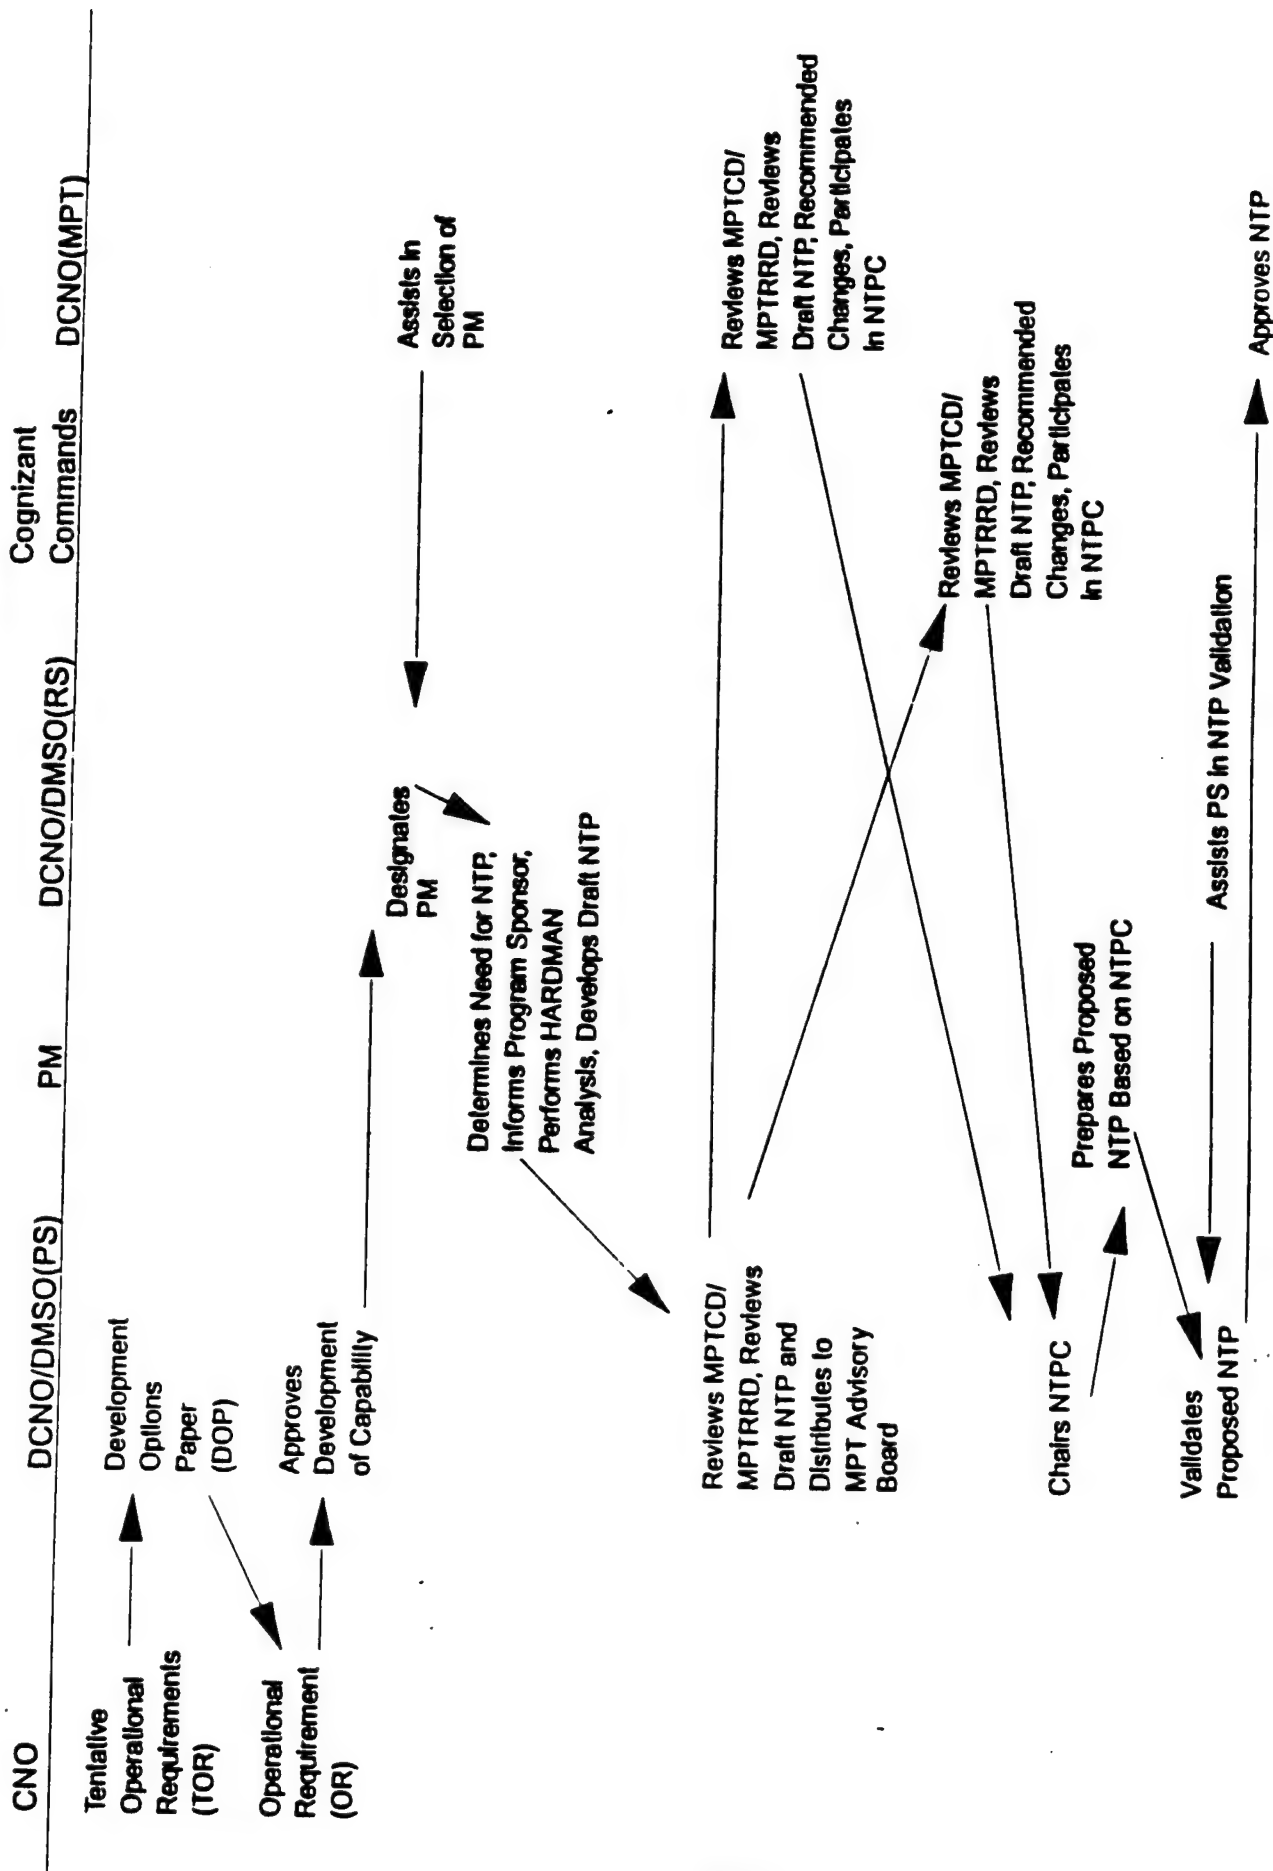 CNO
DCNO/DMSO(PS)
PM
DCNO/DMSO(RS)
Cognizant
Commands
DCNO(MPT)
Tentative
Operational
Requirements
(TOR)
Development
Options
Paper
(DOP)
Operational
Requirement
(OR)
Approves
Development
of Capability
Designates
PM
Assists in
Selection of
PM
Determines Need for NTP,
Informs Program Sponsor,
Performs HARDMAN
Analysis, Develops Draft NTP
Reviews MPTCD/
MPTRRD, Reviews
Draft NTP and
Distributes to
MPT Advisory
Board
Reviews MPTCD/
MPTRRD, Reviews
Draft NTP, Recommended
Changes, Participates
in NTPC
Reviews MPTCD/
MPTRRD, Reviews
Draft NTP, Recommended
Changes, Participates
in NTPC
Chairs NTPC
Prepares Proposed
NTP Based on NTPC
Validates
Proposed NTP
Assists PS in NTP Validation
Approves NTP